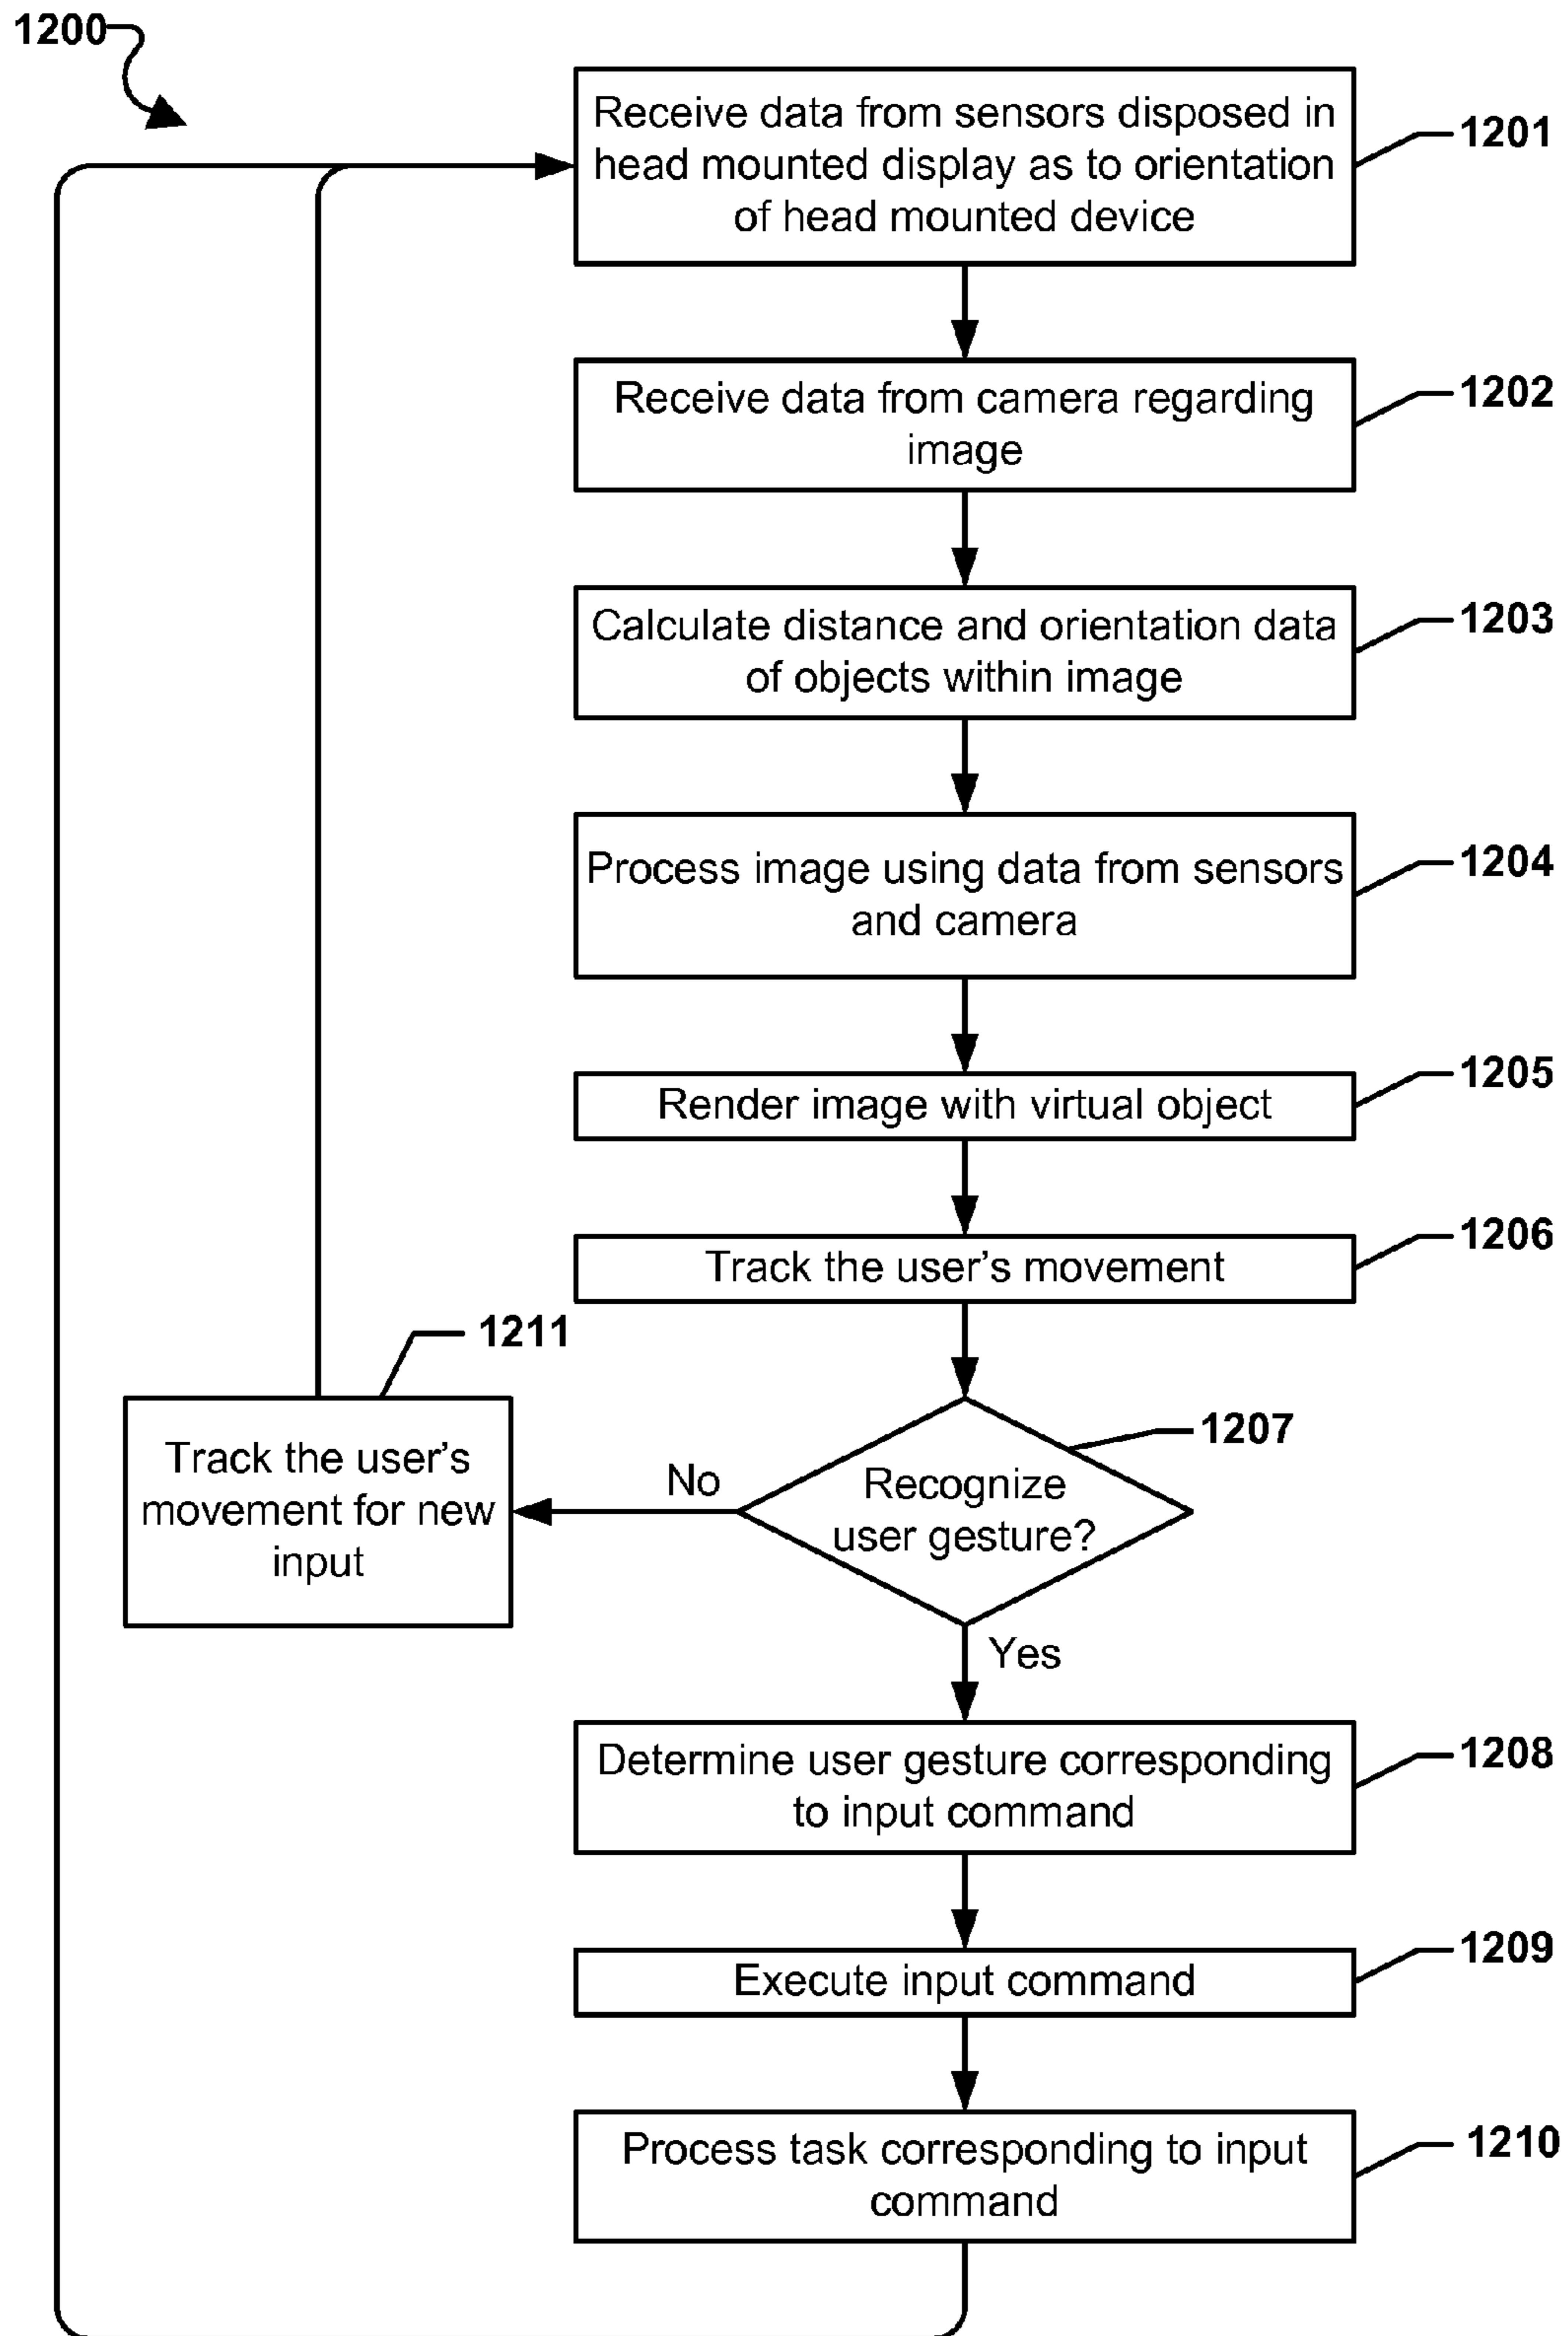 1200
Receive data from sensors disposed in
head mounted display as to orientation
of head mounted device
1201
Receive data from camera regarding
image
1202
Calculate distance and orientation data
of objects within image
1203
Process image using data from sensors
and camera
1204
Render image with virtual object
1205
Track the user's movement
1206
Recognize
user gesture?
1207
No
Track the user's
movement for new
input
1211
Yes
Determine user gesture corresponding
to input command
1208
Execute input command
1209
Process task corresponding to input
command
1210